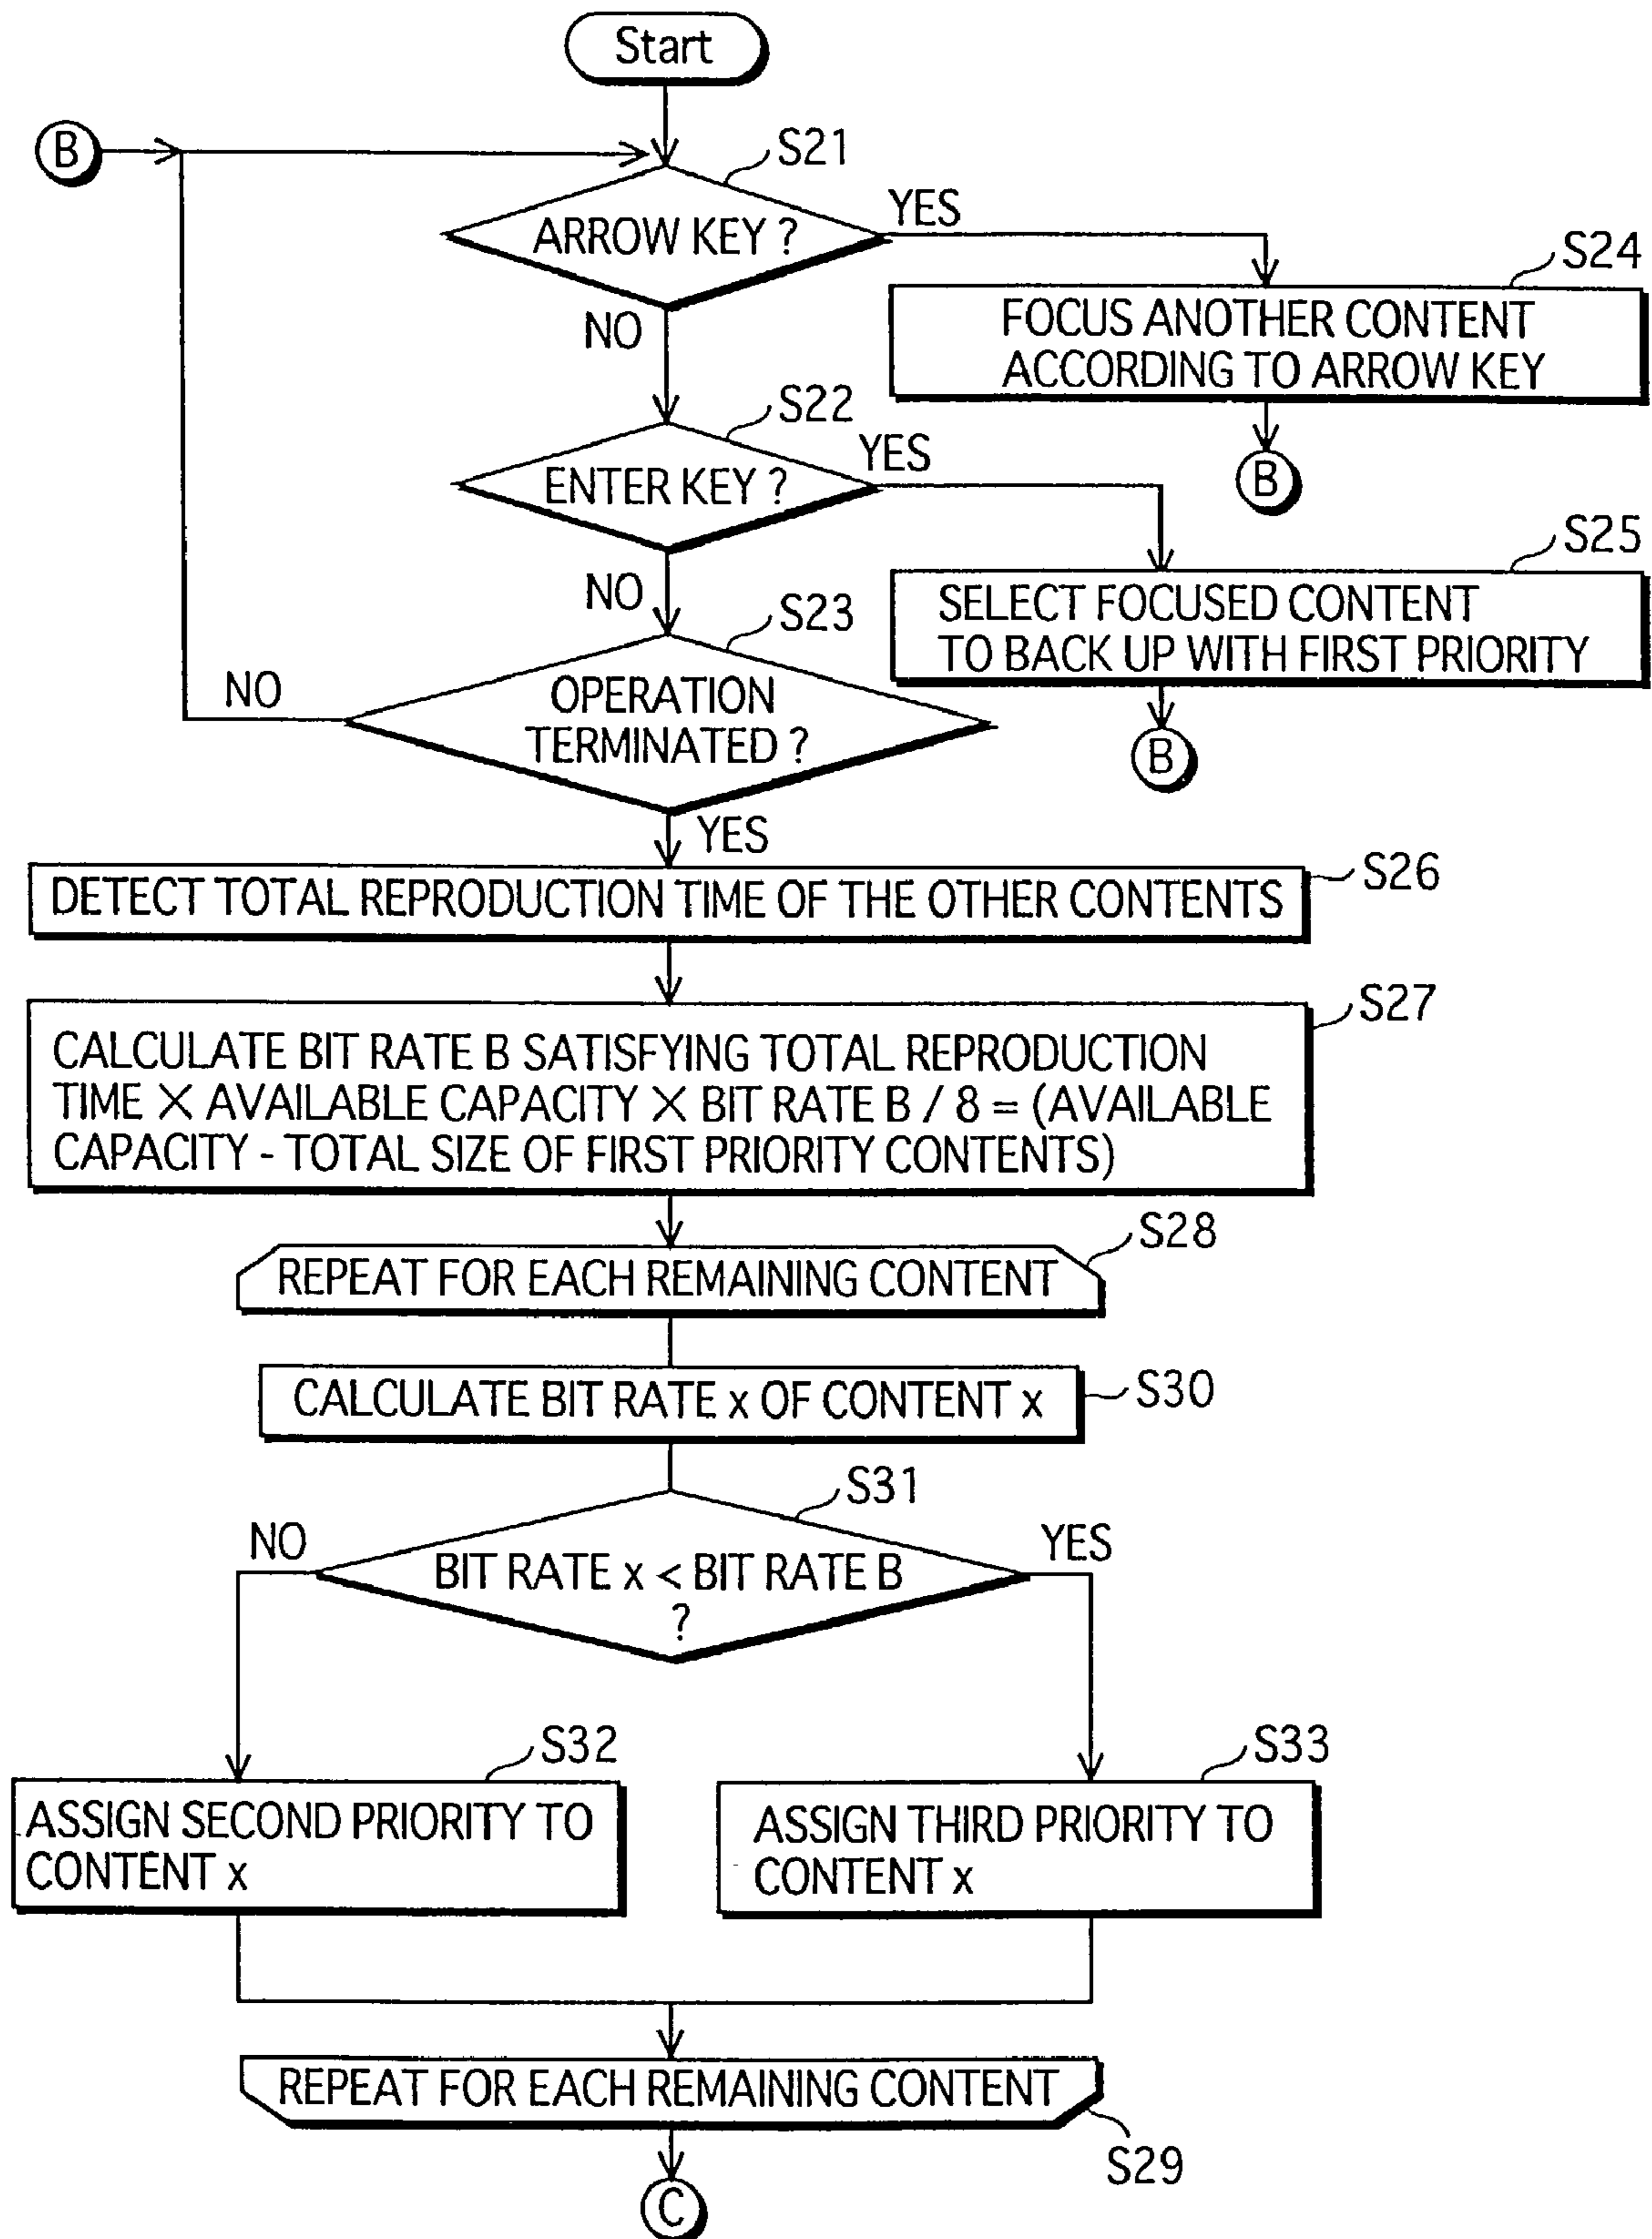 Start
B
S21
ARROW KEY ?
YES
S24
FOCUS ANOTHER CONTENT
ACCORDING TO ARROW KEY
NO
B
S22
ENTER KEY ?
YES
S25
SELECT FOCUSED CONTENT
TO BACK UP WITH FIRST PRIORITY
NO
B
S23
OPERATION
TERMINATED ?
NO
YES
DETECT TOTAL REPRODUCTION TIME OF THE OTHER CONTENTS
S26
S27
CALCULATE BIT RATE B SATISFYING TOTAL REPRODUCTION
TIME × AVAILABLE CAPACITY × BIT RATE B / 8 = (AVAILABLE
CAPACITY - TOTAL SIZE OF FIRST PRIORITY CONTENTS)
S28
REPEAT FOR EACH REMAINING CONTENT
CALCULATE BIT RATE x OF CONTENT x
S30
S31
NO
BIT RATE x < BIT RATE B
?
YES
S32
ASSIGN SECOND PRIORITY TO
CONTENT x
S33
ASSIGN THIRD PRIORITY TO
CONTENT x
REPEAT FOR EACH REMAINING CONTENT
S29
C